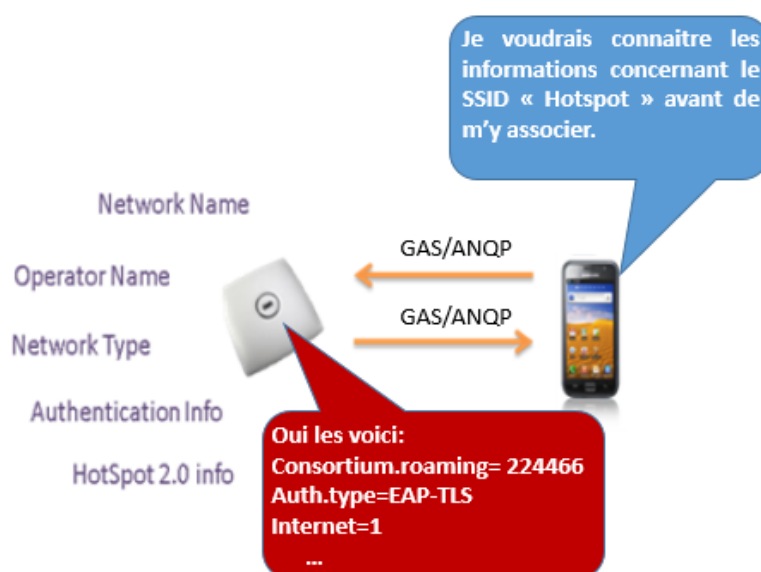 Je voudrais connaitre les
informations concernant le
SSID « Hotspot » avant de
m'y associer.
Network Name
GAS/ANQP
Operator Name
GAS/ANQP
Network Type
Authentication Info
Oui les voici:
Consortium.roaming= 224466
HotSpot 2.0 info
Auth.type=EAP-TLS
Internet=1
...